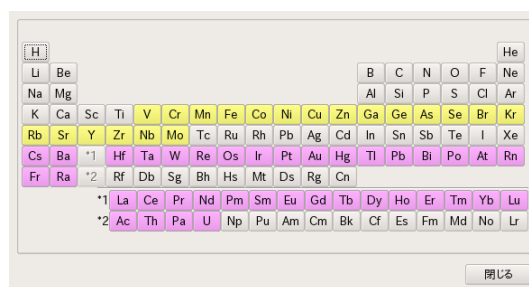 H He
Li Be B C N O F Ne
Na Mg Al Si P S Cl Ar
K Ca Sc Ti V Cr Mn Fe Co Ni Cu Zn Ga Ge As Se Br Kr
Rb Sr Y Zr Nb Mo Tc Ru Rh Pb Ag Cd In Sn Sb Te I Xe
Cs Ba *1 Hf Ta W Re Os Ir Pt Au Hg Tl Pb Bi Po At Rn
Fr Ra *2 Rf Db Sg Bh Hs Mt Ds Rg Cn
*1 La Ce Pr Nd Pm Sm Eu Gd Tb Dy Ho Er Tm Yb Lu
*2 Ac Th Pa U Np Pu Am Cm Bk Cf Es Fm Md No Lr
閉じる